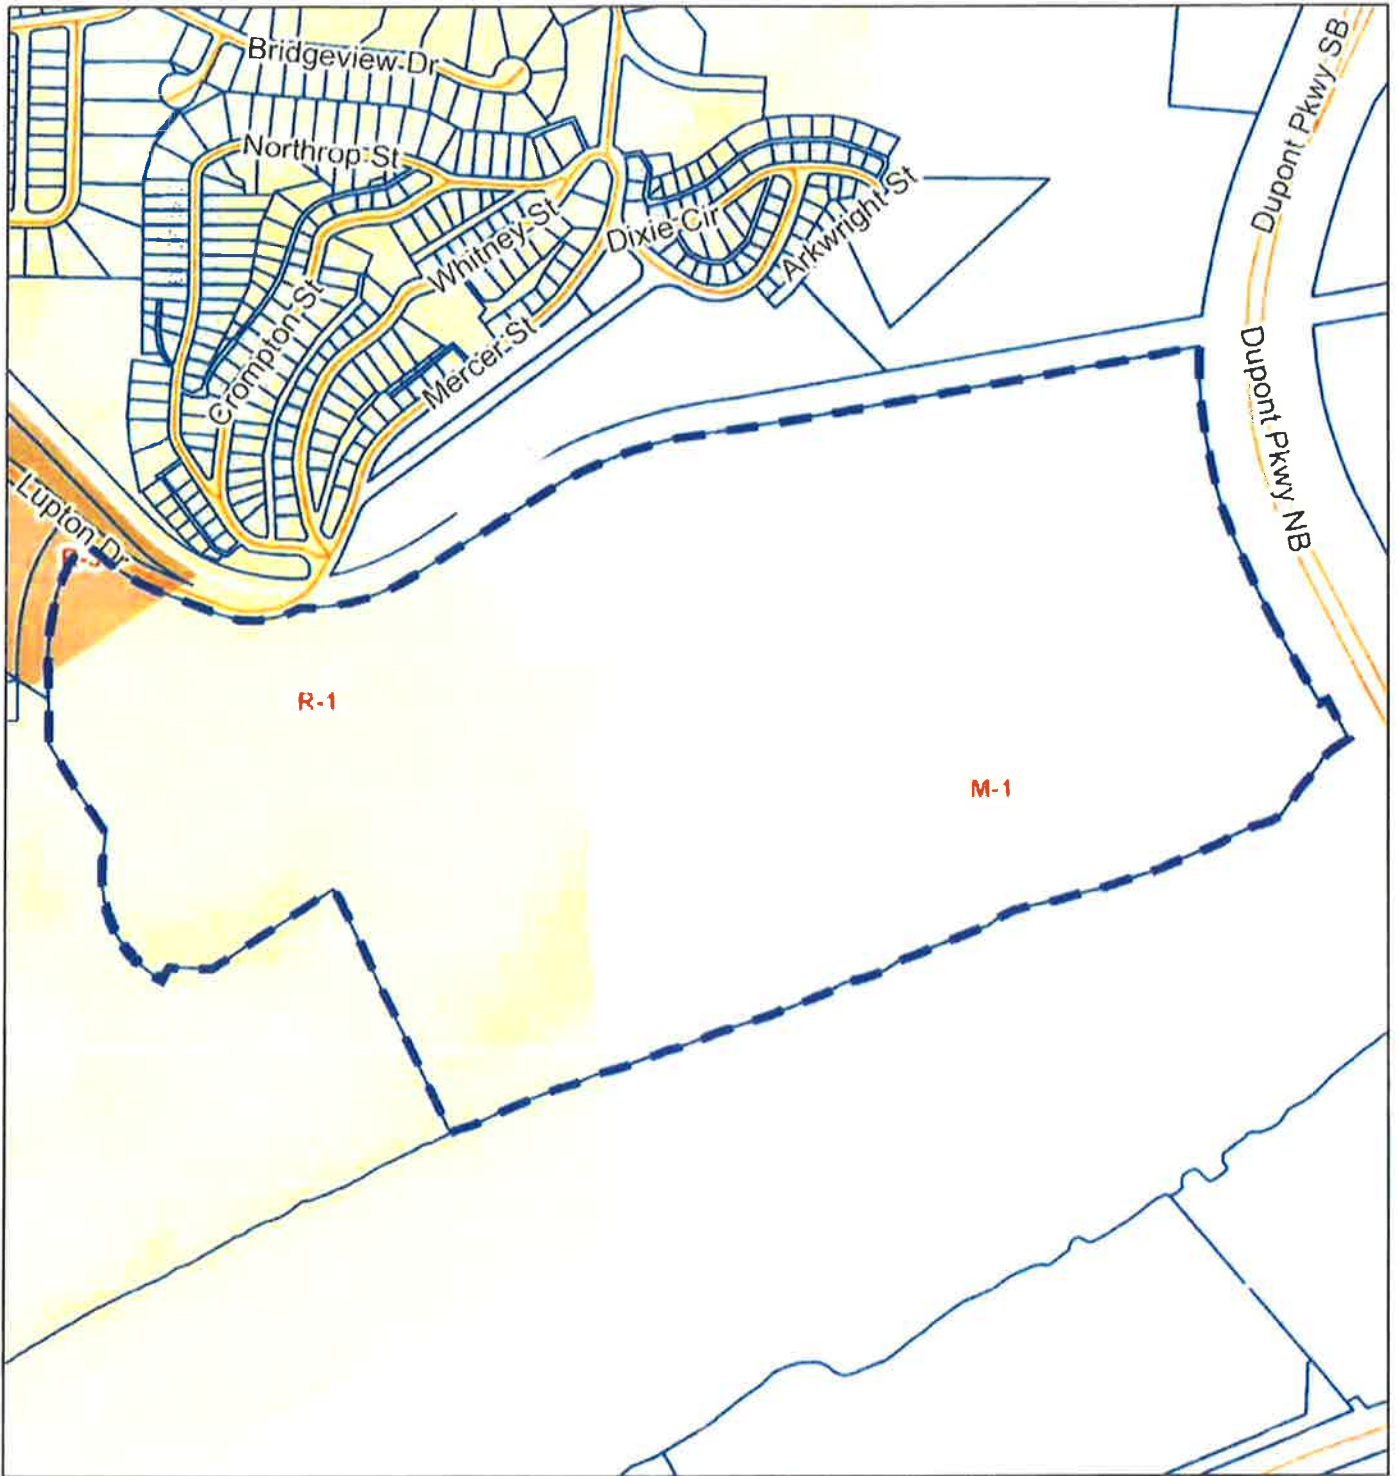 Bridgeview Dr
Dupont Pkwy SB
Northrop St
Whitney St
Dixie Cir
Arkwright St
Crompton St
Mercer St
Dupont Pkwy NB
Lupton Dr
R-1
M-1